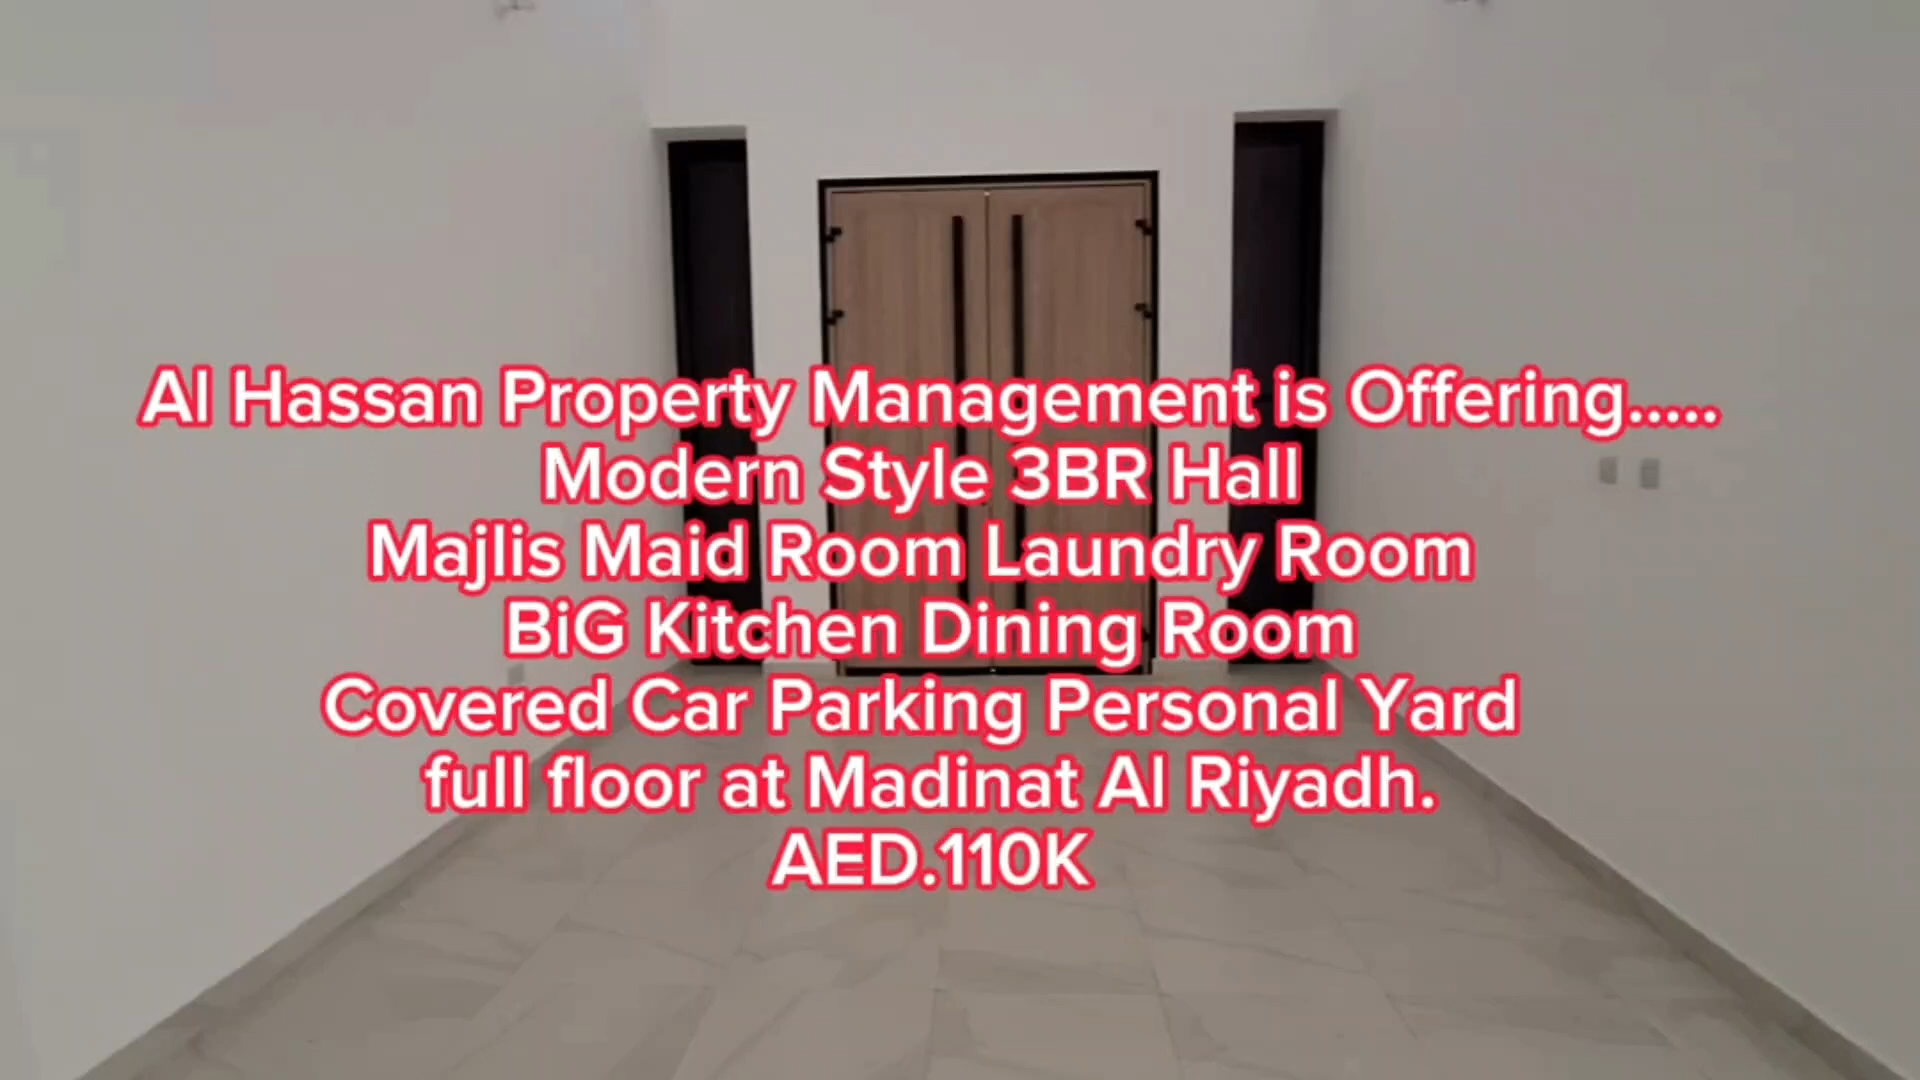 Al Hassan Property Management is Offering.....
Modern Style 3BR Hall
Majlis Maid Room Laundry Room
BiG Kitchen Dining Room
Covered Car Parking Personal Yard
full floor at Madinat Al Riyadh.
AED.110K